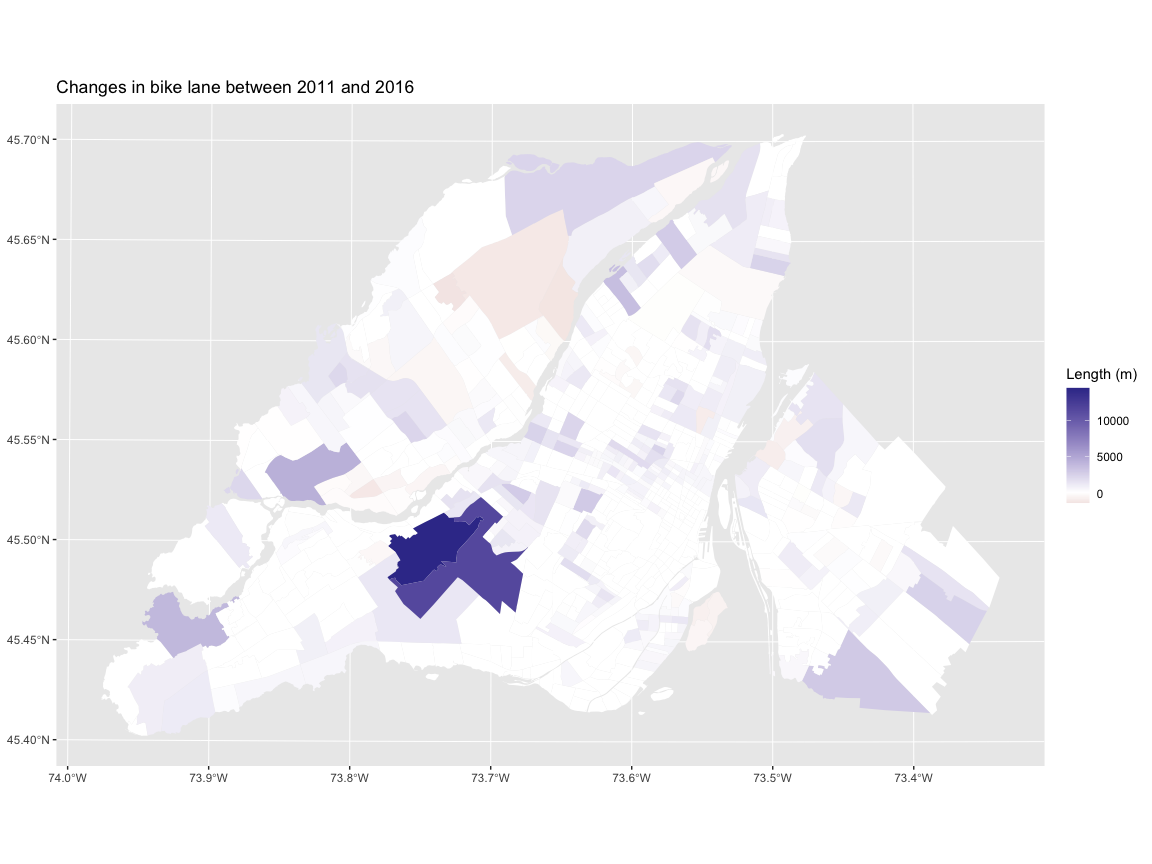 Changes in bike lane between 2011 and 2016
45.70°N
45.65°N
45.60°N
45.55°N
45.50°N
45.45°N
45.40°N
74.0°W 73.9°W 73.8°W 73.7°W 73.6°W 73.5°W 73.4°W
Length (m)
10000
5000
0